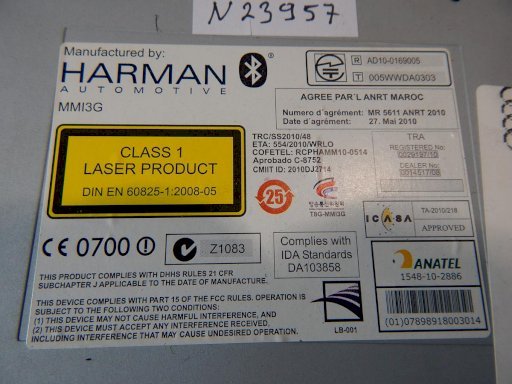 N23957
Manufactured by:
HARMAN
AUTOMOTIVE
MMI3G
R AD10-0169005
T 005WWDA0303
AGREE PAR'L ANRT MAROC
Numero d'agrément: MR 5611 ANRT 2010
Date d'agrément: 27. Mai 2010
CLASS 1
LASER PRODUCT
DIN EN 60825-1:2008-05
TRC/SS2010/48
ETA: 554/2010/WRLO
COFETEL: RCPHAMM10-0514
Aprobado C-8752
CMIIT ID: 2010DJ2714
TRA
REGISTERED No:
0029197/10
DEALER No:
0014517/08
25
TSG-MMI3G
ICASA
TA-2010/218
APPROVED
CE 0700
Z1083
Complies with
IDA Standards
DA103858
ANATEL
1548-10-2886
(01)07898918003014
THIS PRODUCT COMPLIES WITH DHHS RULES 21 CFR
SUBCHAPTER J APPLICABLE TO THE DATE OF MANUFACTURE.
THIS DEVICE COMPLIES WITH PART 15 OF THE FCC RULES. OPERATION IS
SUBJECT TO THE FOLLOWING TWO CONDITIONS:
(1) THIS DEVICE MAY NOT CAUSE HARMFUL INTERFERENCE, AND
(2) THIS DEVICE MUST ACCEPT ANY INTERFERENCE RECEIVED,
INCLUDING INTERFERENCE THAT MAY CAUSE UNDESIRED OPERATION.
LB-001